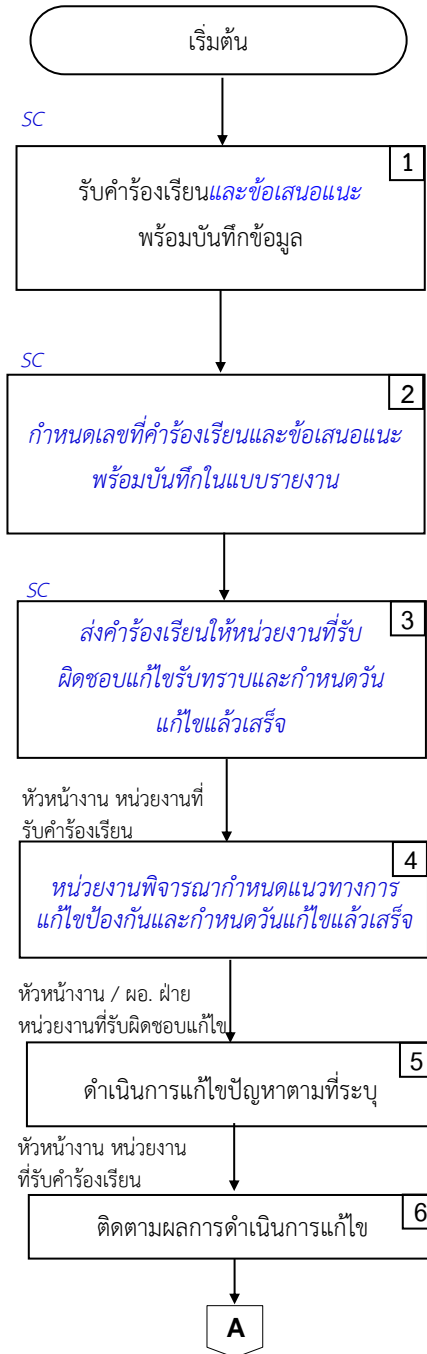 เริ่มต้น
SC
1
รับคำร้องเรียนและข้อเสนอแนะ
พร้อมบันทึกข้อมูล
SC
2
กำหนดเลขที่คำร้องเรียนและข้อเสนอแนะ
พร้อมบันทึกในแบบรายงาน
SC
3
ส่งคำร้องเรียนให้หน่วยงานที่รับ
ผิดชอบแก้ไขรับทราบและกำหนดวัน
แก้ไขแล้วเสร็จ
หัวหน้างาน หน่วยงานที่
รับคำร้องเรียน
4
หน่วยงานพิจารณากำหนดแนวทางการ
แก้ไขป้องกันและกำหนดวันแก้ไขแล้วเสร็จ
หัวหน้างาน / ผอ. ฝ่าย
หน่วยงานที่รับผิดชอบแก้ไข
5
ดำเนินการแก้ไขปัญหาตามที่ระบุ
หัวหน้างาน หน่วยงาน
ที่รับคำร้องเรียน
6
ติดตามผลการดำเนินการแก้ไข
A